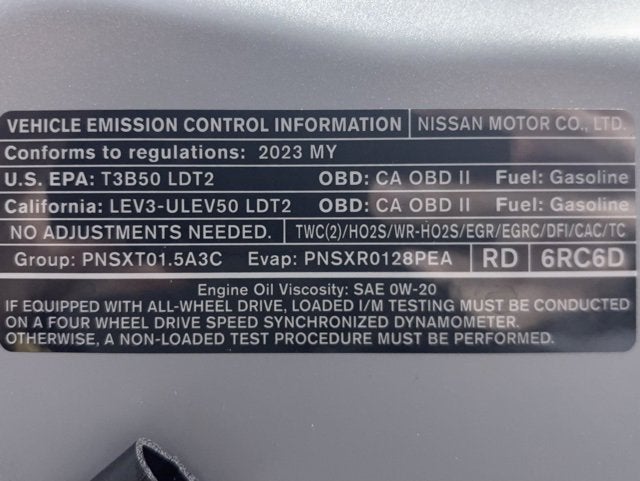 VEHICLE EMISSION CONTROL INFORMATION NISSAN MOTOR CO., LTD.
Conforms to regulations: 2023 MY
U.S. EPA: T3B50 LDT2 OBD: CA OBD II Fuel: Gasoline
California: LEV3-ULEV50 LDT2 OBD: CA OBD II Fuel: Gasoline
NO ADJUSTMENTS NEEDED. TWC(2)/HO2S/WR-HO2S/EGR/EGRC/DFI/CAC/TC
Group: PNSXT01.5A3C Evap: PNSXR0128PEA RD 6RC6D
Engine Oil Viscosity: SAE 0W-20
IF EQUIPPED WITH ALL-WHEEL DRIVE, LOADED I/M TESTING MUST BE CONDUCTED
ON A FOUR WHEEL DRIVE SPEED SYNCHRONIZED DYNAMOMETER.
OTHERWISE, A NON-LOADED TEST PROCEDURE MUST BE PERFORMED.